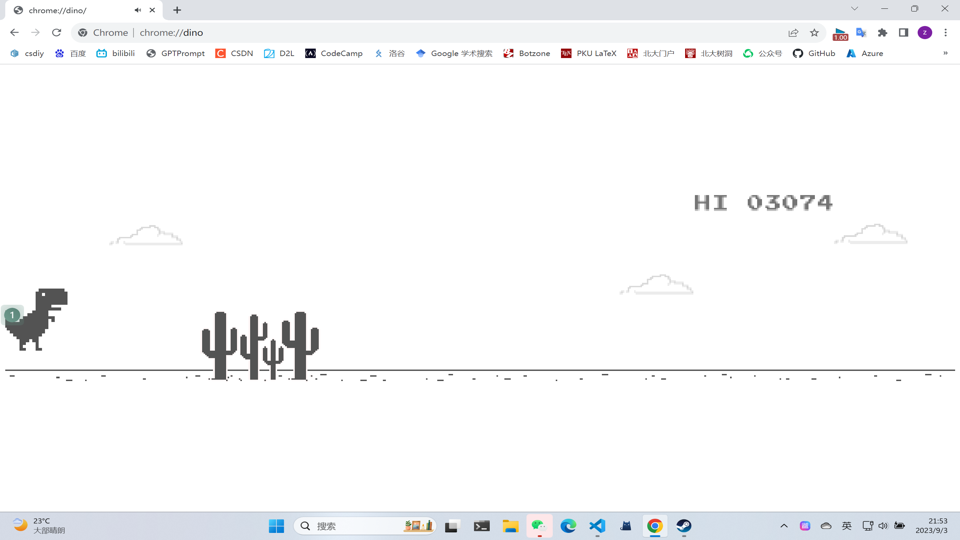 chrome://dino/
Chrome | chrome://dino
1.00
z
csdiy 百度 bilibili GPTPrompt CSDN D2L CodeCamp 洛谷 Google 学术搜索 Botzone PKU LaTeX 北大门户 北大树洞 公众号 GitHub Azure »
HI 03074
1
23°C
大部晴朗
搜索
英
21:53
2023/9/3